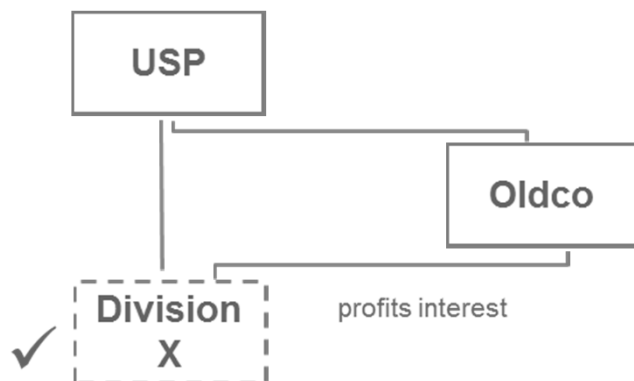 USP
Oldco
Division
X
profits interest